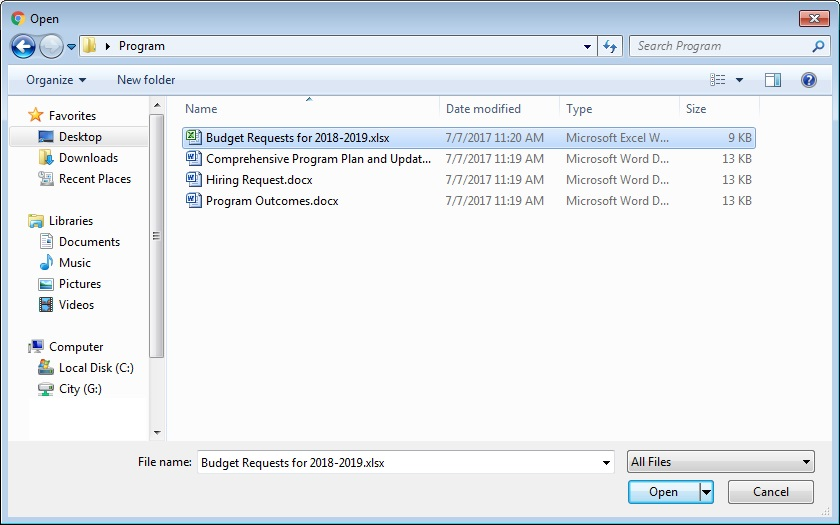 Open
Program
Search Program
Organize New folder
Name Date modified Type Size
Favorites
Desktop
Downloads
Recent Places
Libraries
Documents
Music
Pictures
Videos
Computer
Local Disk (C:)
City (G:)
Budget Requests for 2018-2019.xlsx 7/7/2017 11:20 AM Microsoft Excel W... 9 KB
Comprehensive Program Plan and Updat... 7/7/2017 11:19 AM Microsoft Word D... 13 KB
Hiring Request.docx 7/7/2017 11:19 AM Microsoft Word D... 13 KB
Program Outcomes.docx 7/7/2017 11:19 AM Microsoft Word D... 13 KB
File name: Budget Requests for 2018-2019.xlsx All Files
Open Cancel